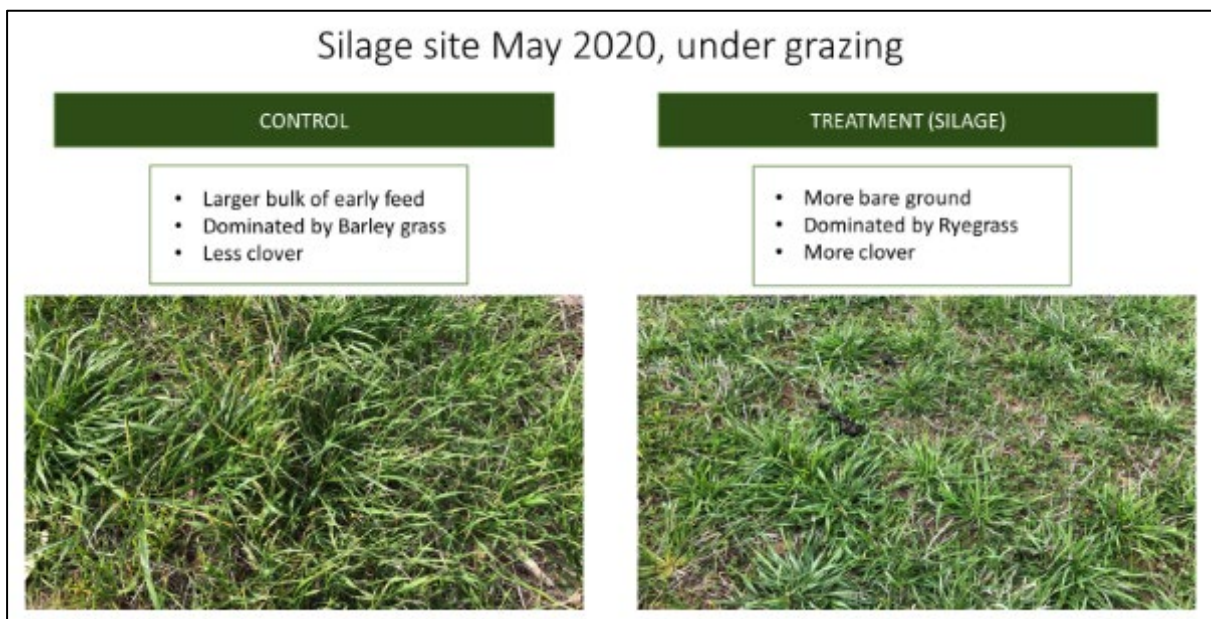 Silage site May 2020, under grazing
CONTROL
• Larger bulk of early feed
• Dominated by Barley grass
• Less clover
TREATMENT (SILAGE)
• More bare ground
• Dominated by Ryegrass
• More clover